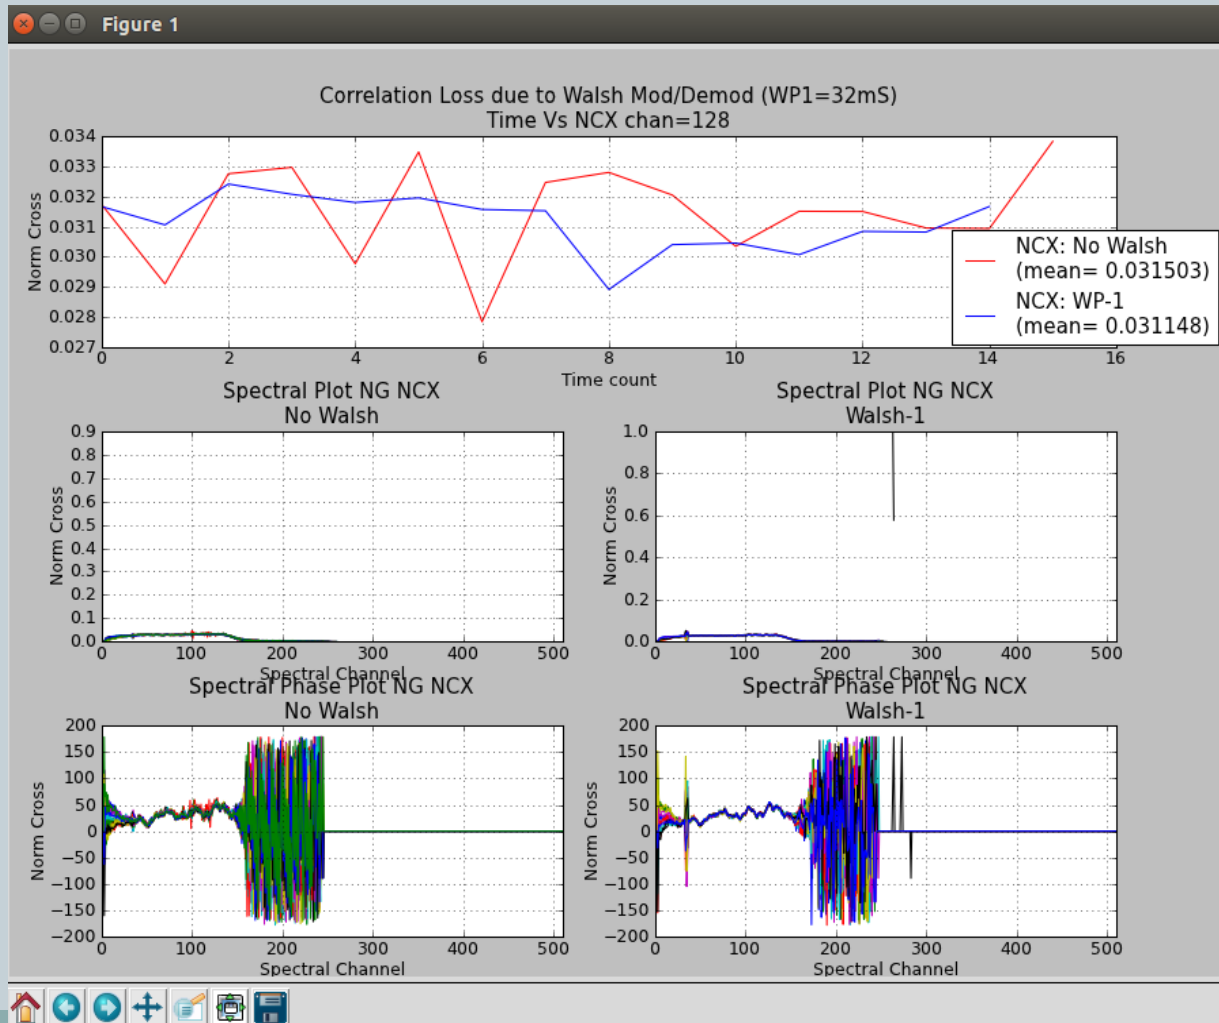 Figure 1
Correlation Loss due to Walsh Mod/Demod (WP1=32mS)
Time Vs NCX chan=128
0.034
0.033
0.032
0.031
0.030
0.029
0.028
0.027
Norm Cross
0 2 4 6 8 10 12 14 16
Time count
NCX: No Walsh
(mean= 0.031503)
NCX: WP-1
(mean= 0.031148)
Spectral Plot NG NCX
No Walsh
0.9
0.8
0.7
0.6
0.5
0.4
0.3
0.2
0.1
0.0
Norm Cross
0 100 200 300 400 500
Spectral Channel
Spectral Plot NG NCX
Walsh-1
1.0
0.8
0.6
0.4
0.2
0.0
Norm Cross
0 100 200 300 400 500
Spectral Channel
Spectral Phase Plot NG NCX
No Walsh
200
150
100
50
0
−50
−100
−150
−200
Norm Cross
0 100 200 300 400 500
Spectral Channel
Spectral Phase Plot NG NCX
Walsh-1
200
150
100
50
0
−50
−100
−150
−200
Norm Cross
0 100 200 300 400 500
Spectral Channel